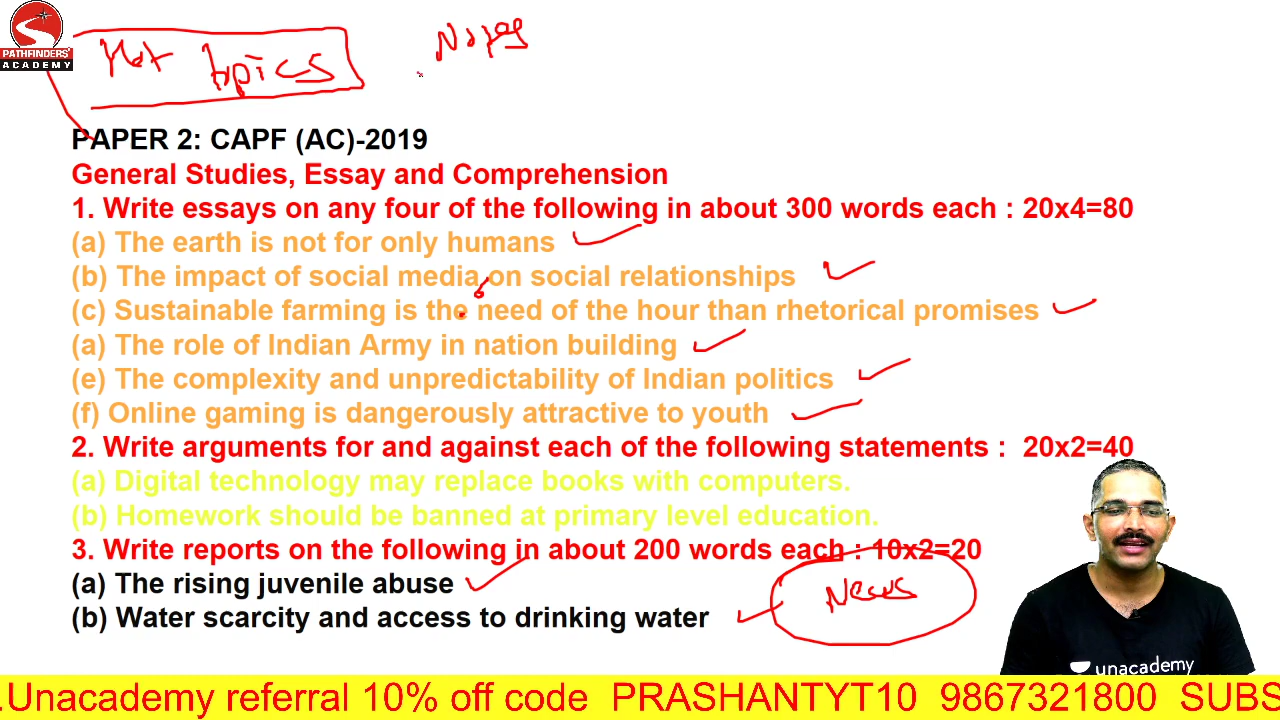 Hot topics
Notes
PATHFINDERS'
ACADEMY
PAPER 2: CAPF (AC)-2019
General Studies, Essay and Comprehension
1. Write essays on any four of the following in about 300 words each : 20x4=80
(a) The earth is not for only humans
(b) The impact of social media on social relationships
(c) Sustainable farming is the need of the hour than rhetorical promises
(a) The role of Indian Army in nation building
(e) The complexity and unpredictability of Indian politics
(f) Online gaming is dangerously attractive to youth
2. Write arguments for and against each of the following statements : 20x2=40
(a) Digital technology may replace books with computers.
(b) Homework should be banned at primary level education.
3. Write reports on the following in about 200 words each : 10x2=20
(a) The rising juvenile abuse
News
(b) Water scarcity and access to drinking water
unacademy
.Unacademy referral 10% off code PRASHANTYT10 9867321800 SUBS